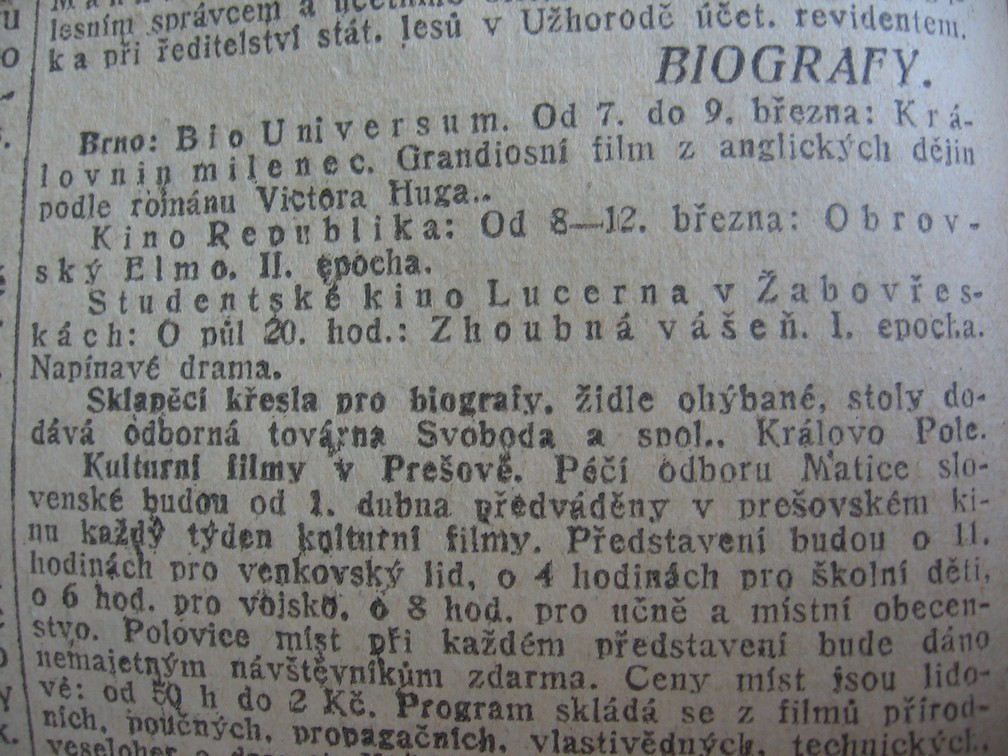 lesním správcem a účetního
ka při ředitelství stát. lesů v Užhorodě účet. revidentem.
BIOGRAFY.
Brno: Bio Universum. Od 7. do 9. března: Krá-
lovnin milenec. Grandiosní film z anglických dějin
podle románu Victora Huga..
Kino Republika: Od 8—12. března: Obrov-
ský Elmo. II. epocha.
Studentské kino Lucerna v Žabovřes-
kách: O půl 20. hod.: Zhoubná vášeň. I. epocha.
Napínavé drama.
Sklapěcí křesla pro biografy, židle ohýbané, stoly do-
dává odborná továrna Svoboda a spol., Královo Pole.
Kulturní filmy v Prešově. Péčí odboru Matice slo-
venské budou od 1. dubna předváděny v prešovském ki-
nu každý týden kulturní filmy. Představení budou o 11.
hodinách pro venkovský lid, o 4 hodinách pro školní děti,
o 6 hod. pro vojsko, o 8 hod. pro učně a místní obecen-
stvo. Polovice míst při každém představení bude dáno
nemajetným návštěvníkům zdarma. Ceny míst jsou lido-
vé: od 50 h do 2 Kč. Program skládá se z filmů přírod-
ních, poučných, propagačních, vlastivědných, technických,
veseloher a